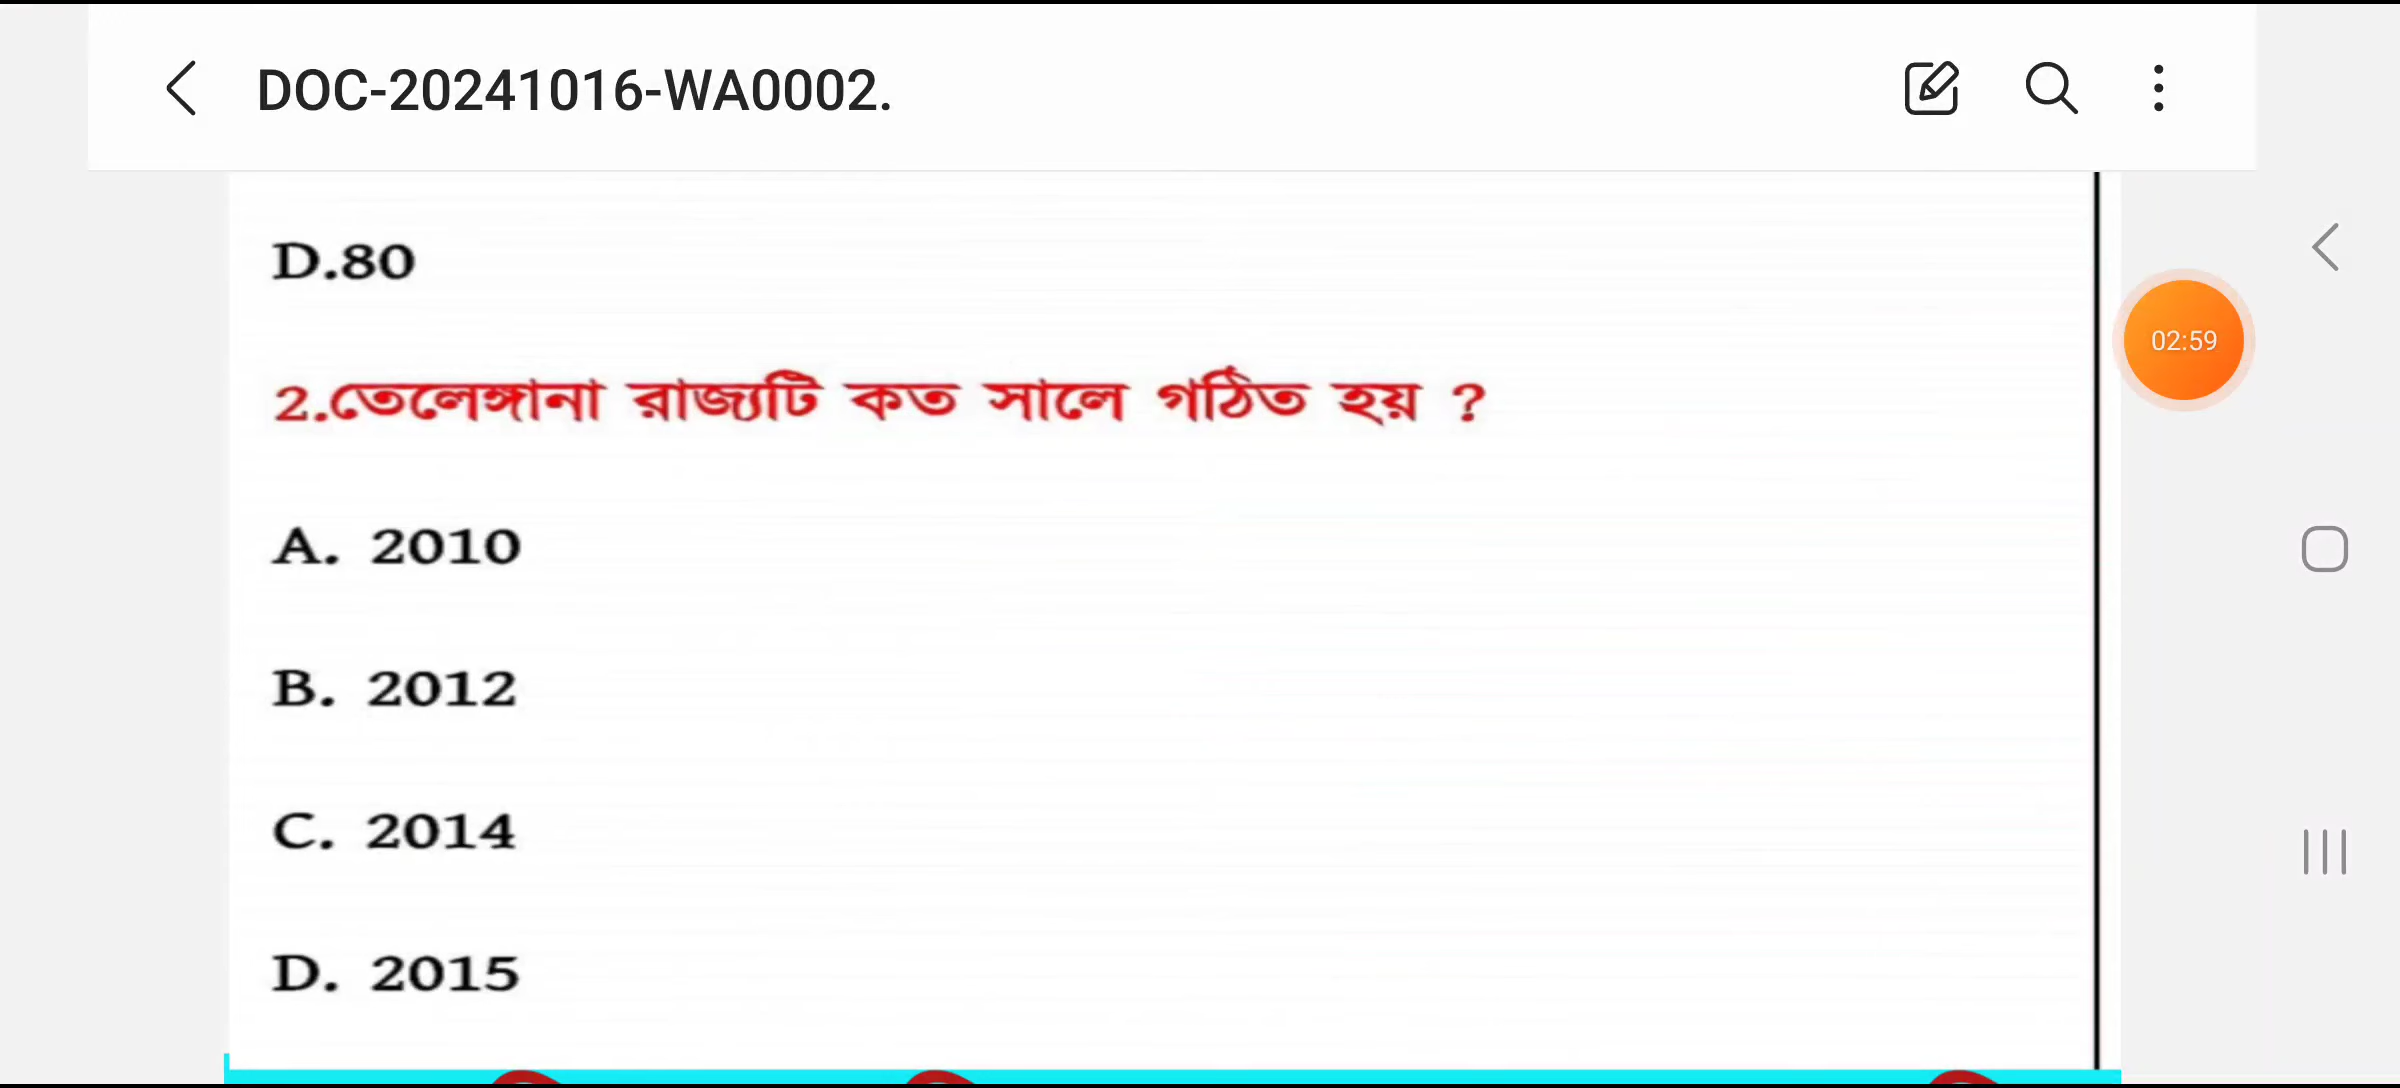 DOC-20241016-WA0002.
D.80
02:59
2.তেলেঙ্গানা রাজ্যটি কত সালে গঠিত হয় ?
A. 2010
B. 2012
C. 2014
D. 2015